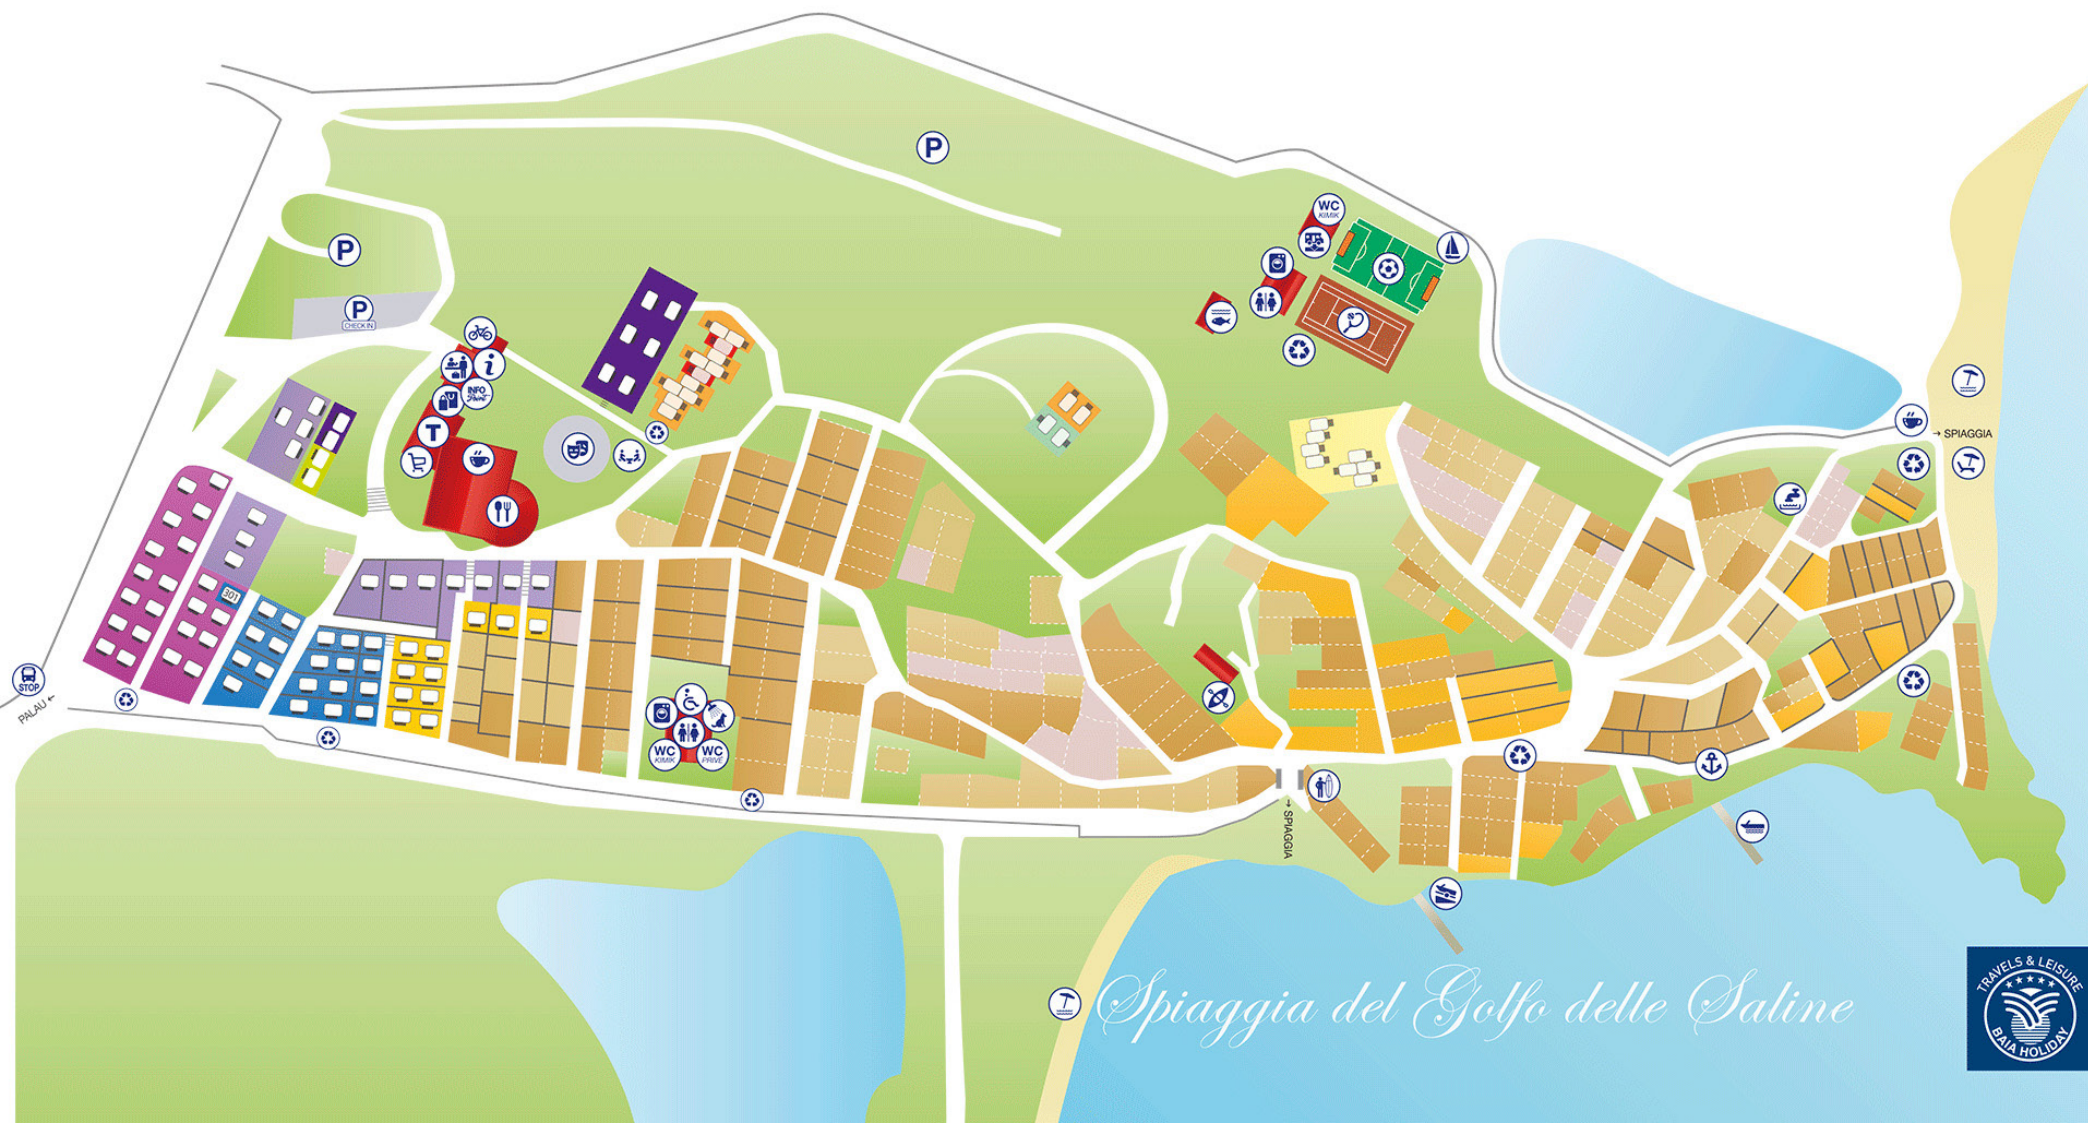 P
P
P
CHECK IN
i
INFO
Point
T
WC
KIMIK
→ SPIAGGIA
301
STOP
PALAU ←
WC
KIMIK
WC
PRIVÉ
→ SPIAGGIA
Spiaggia del Golfo delle Saline
TRAVELS & LEISURE
BAIA HOLIDAY